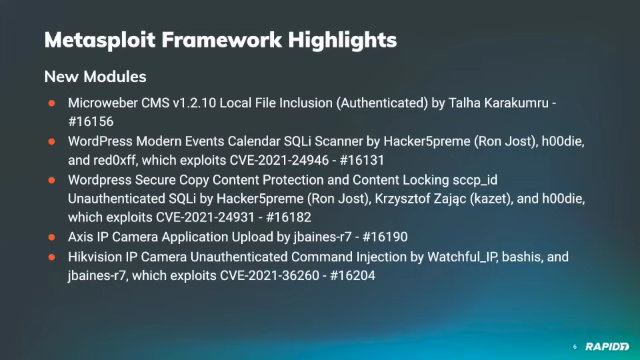 Metasploit Framework Highlights
New Modules
• Microweber CMS v1.2.10 Local File Inclusion (Authenticated) by Talha Karakumru -
#16156
• WordPress Modern Events Calendar SQLi Scanner by Hacker5preme (Ron Jost), h00die,
and red0xff, which exploits CVE-2021-24946 - #16131
• Wordpress Secure Copy Content Protection and Content Locking sccp_id
Unauthenticated SQLi by Hacker5preme (Ron Jost), Krzysztof Zając (kazet), and h00die,
which exploits CVE-2021-24931 - #16182
• Axis IP Camera Application Upload by jbaines-r7 - #16190
• Hikvision IP Camera Unauthenticated Command Injection by Watchful_IP, bashis, and
jbaines-r7, which exploits CVE-2021-36260 - #16204
6 RAPID7